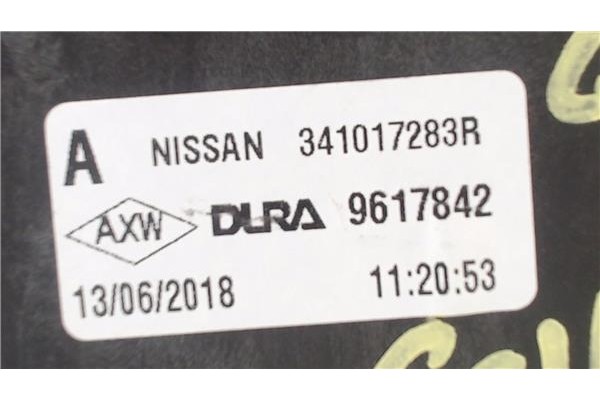 A NISSAN 341017283R
AXW DURA 9617842
13/06/2018 11:20:53